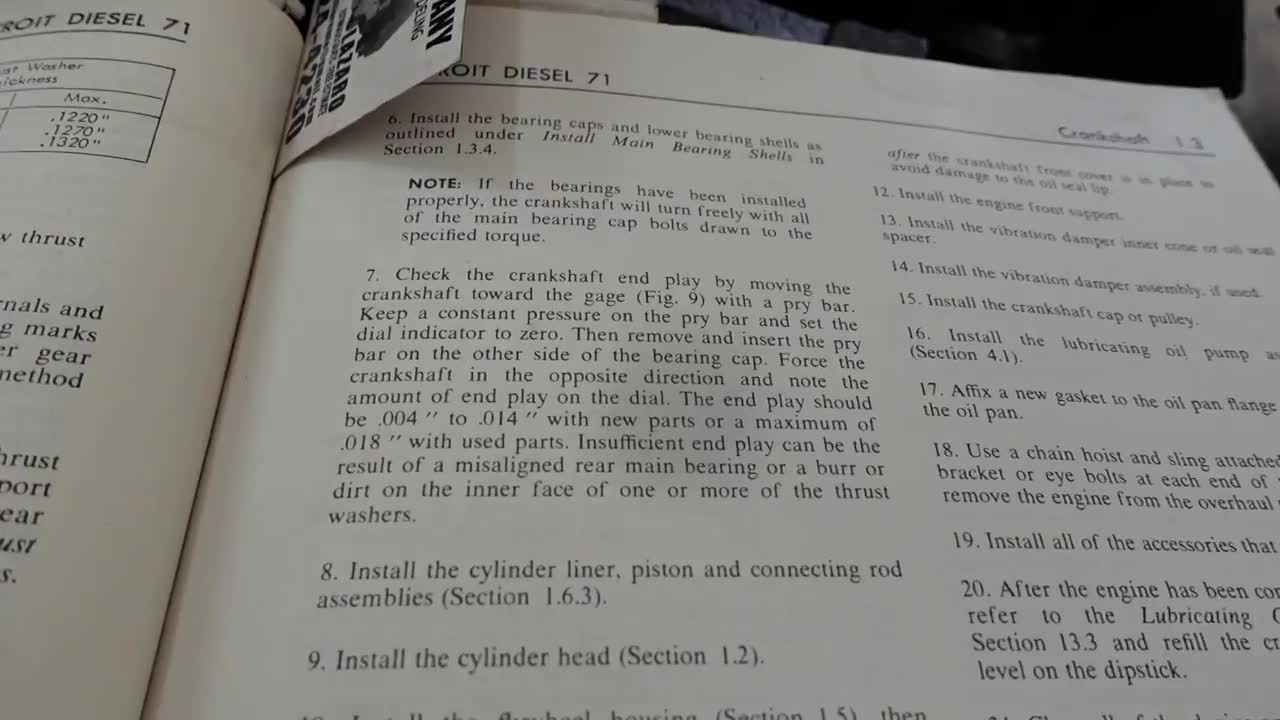 ROIT DIESEL 71
Washer
ickness
Max.
.1220"
.1270"
.1320"
w thrust
nals and
g marks
er gear
method
hrust
port
ear
ust
s.
ANY
DELING
HAZARD
ROIT DIESEL 71
Crankshaft 1.3
6. Install the bearing caps and lower bearing shells as
outlined under Install Main Bearing Shells in
Section 1.3.4.
NOTE: If the bearings have been installed
properly, the crankshaft will turn freely with all
of the main bearing cap bolts drawn to the
specified torque.
7. Check the crankshaft end play by moving the
crankshaft toward the gage (Fig. 9) with a pry bar.
Keep a constant pressure on the pry bar and set the
dial indicator to zero. Then remove and insert the pry
bar on the other side of the bearing cap. Force the
crankshaft in the opposite direction and note the
amount of end play on the dial. The end play should
be .004 " to .014 " with new parts or a maximum of
.018 " with used parts. Insufficient end play can be the
result of a misaligned rear main bearing or a burr or
dirt on the inner face of one or more of the thrust
washers.
8. Install the cylinder liner, piston and connecting rod
assemblies (Section 1.6.3).
9. Install the cylinder head (Section 1.2).
housing (Section 1.5) then
after the crankshaft front cover is in place to
avoid damage to the oil seal lip.
12. Install the engine front support.
13. Install the vibration damper inner cone or oil seal
spacer.
14. Install the vibration damper assembly, if used.
15. Install the crankshaft cap or pulley.
16. Install the lubricating oil pump as
(Section 4.1).
17. Affix a new gasket to the oil pan flange
the oil pan.
18. Use a chain hoist and sling attached
bracket or eye bolts at each end of
remove the engine from the overhaul
19. Install all of the accessories that
20. After the engine has been con
refer to the Lubricating
Section 13.3 and refill the cr
level on the dipstick.